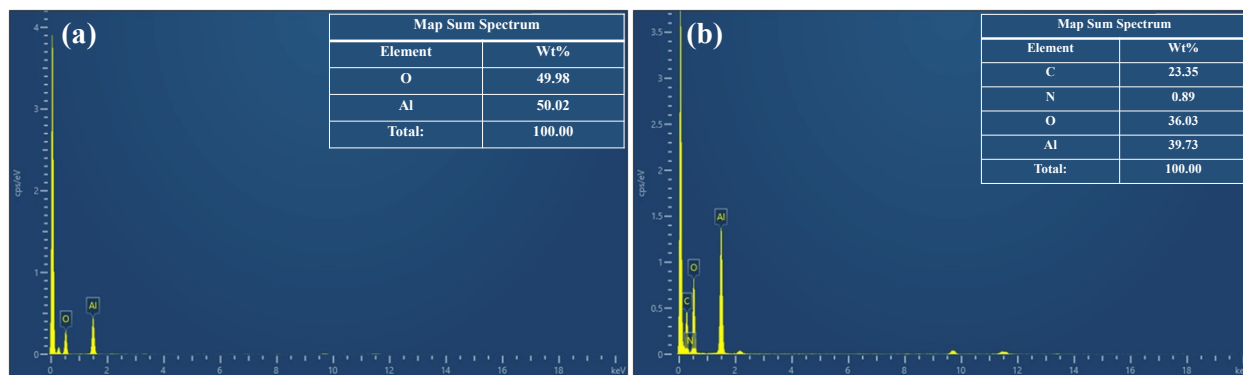 (a)
Map Sum Spectrum
Element Wt%
O 49.98
Al 50.02
Total: 100.00
4
3
2
1
0
cps/eV
O
Al
0 2 4 6 8 10 12 14 16 18 keV
(b)
Map Sum Spectrum
Element Wt%
C 23.35
N 0.89
O 36.03
Al 39.73
Total: 100.00
3.5
3
2.5
2
1.5
1
0.5
0
cps/eV
Al
O
C
N
0 2 4 6 8 10 12 14 16 18